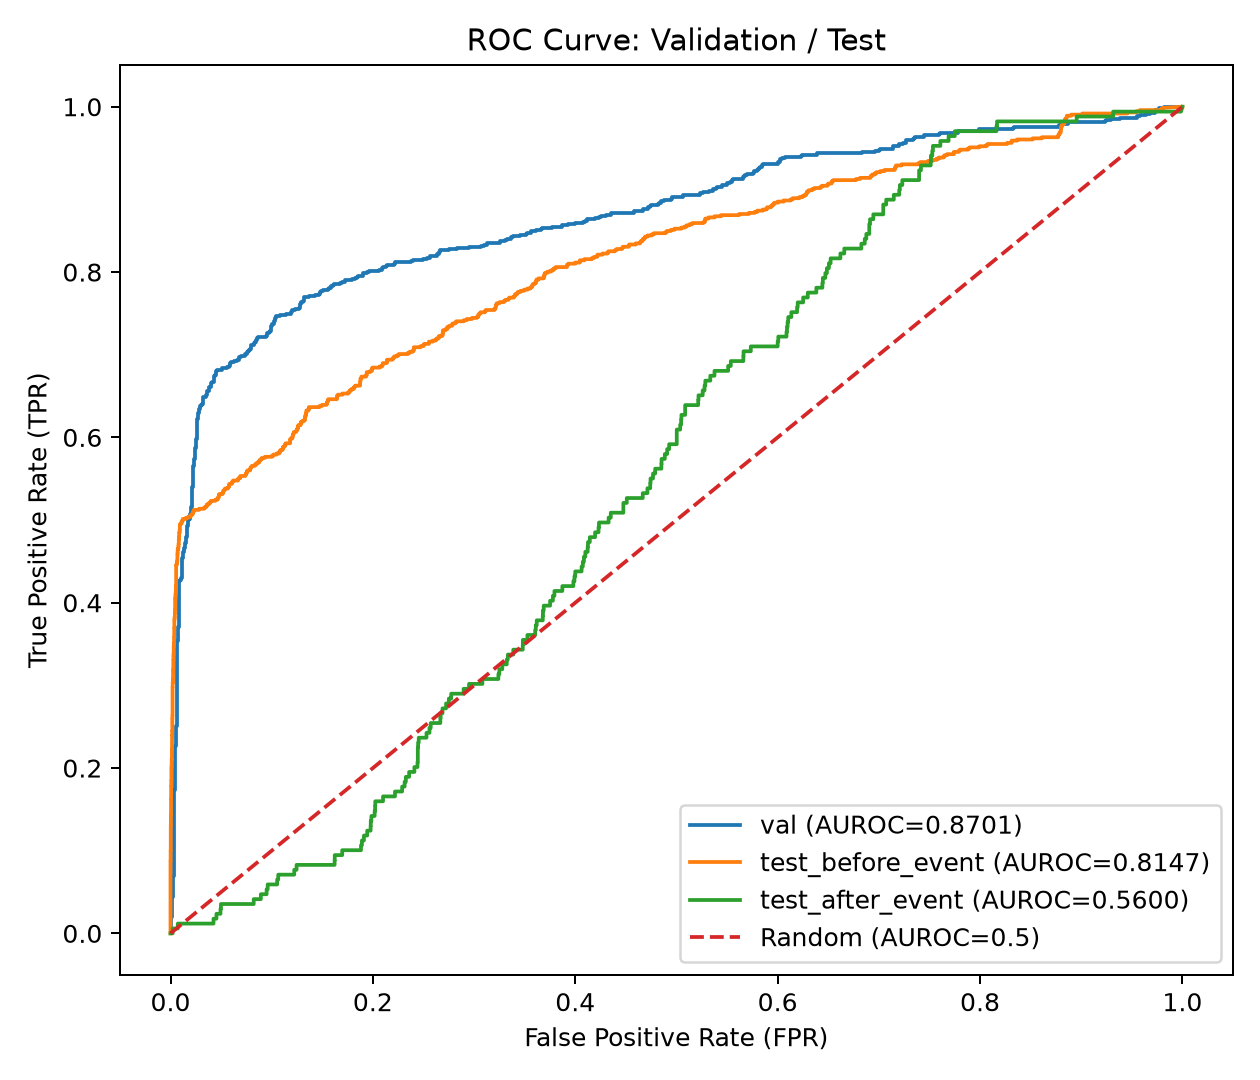 ROC Curve: Validation / Test
True Positive Rate (TPR)
1.0
0.8
0.6
0.4
0.2
0.0
0.0 0.2 0.4 0.6 0.8 1.0
False Positive Rate (FPR)
val (AUROC=0.8701)
test_before_event (AUROC=0.8147)
test_after_event (AUROC=0.5600)
Random (AUROC=0.5)